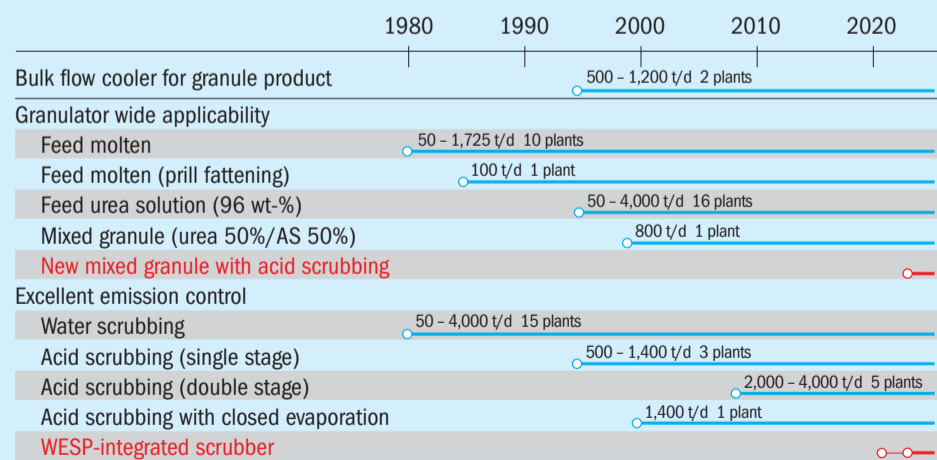 1980 1990 2000 2010 2020
Bulk flow cooler for granule product 500 – 1,200 t/d 2 plants
Granulator wide applicability
Feed molten 50 – 1,725 t/d 10 plants
Feed molten (prill fattening) 100 t/d 1 plant
Feed urea solution (96 wt-%) 50 – 4,000 t/d 16 plants
Mixed granule (urea 50%/AS 50%) 800 t/d 1 plant
New mixed granule with acid scrubbing
Excellent emission control
Water scrubbing 50 – 4,000 t/d 15 plants
Acid scrubbing (single stage) 500 – 1,400 t/d 3 plants
Acid scrubbing (double stage) 2,000 – 4,000 t/d 5 plants
Acid scrubbing with closed evaporation 1,400 t/d 1 plant
WESP-integrated scrubber